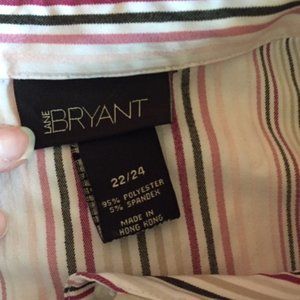 LANE BRYANT
22/24
95% POLYESTER
5% SPANDEX
MADE IN
HONG KONG